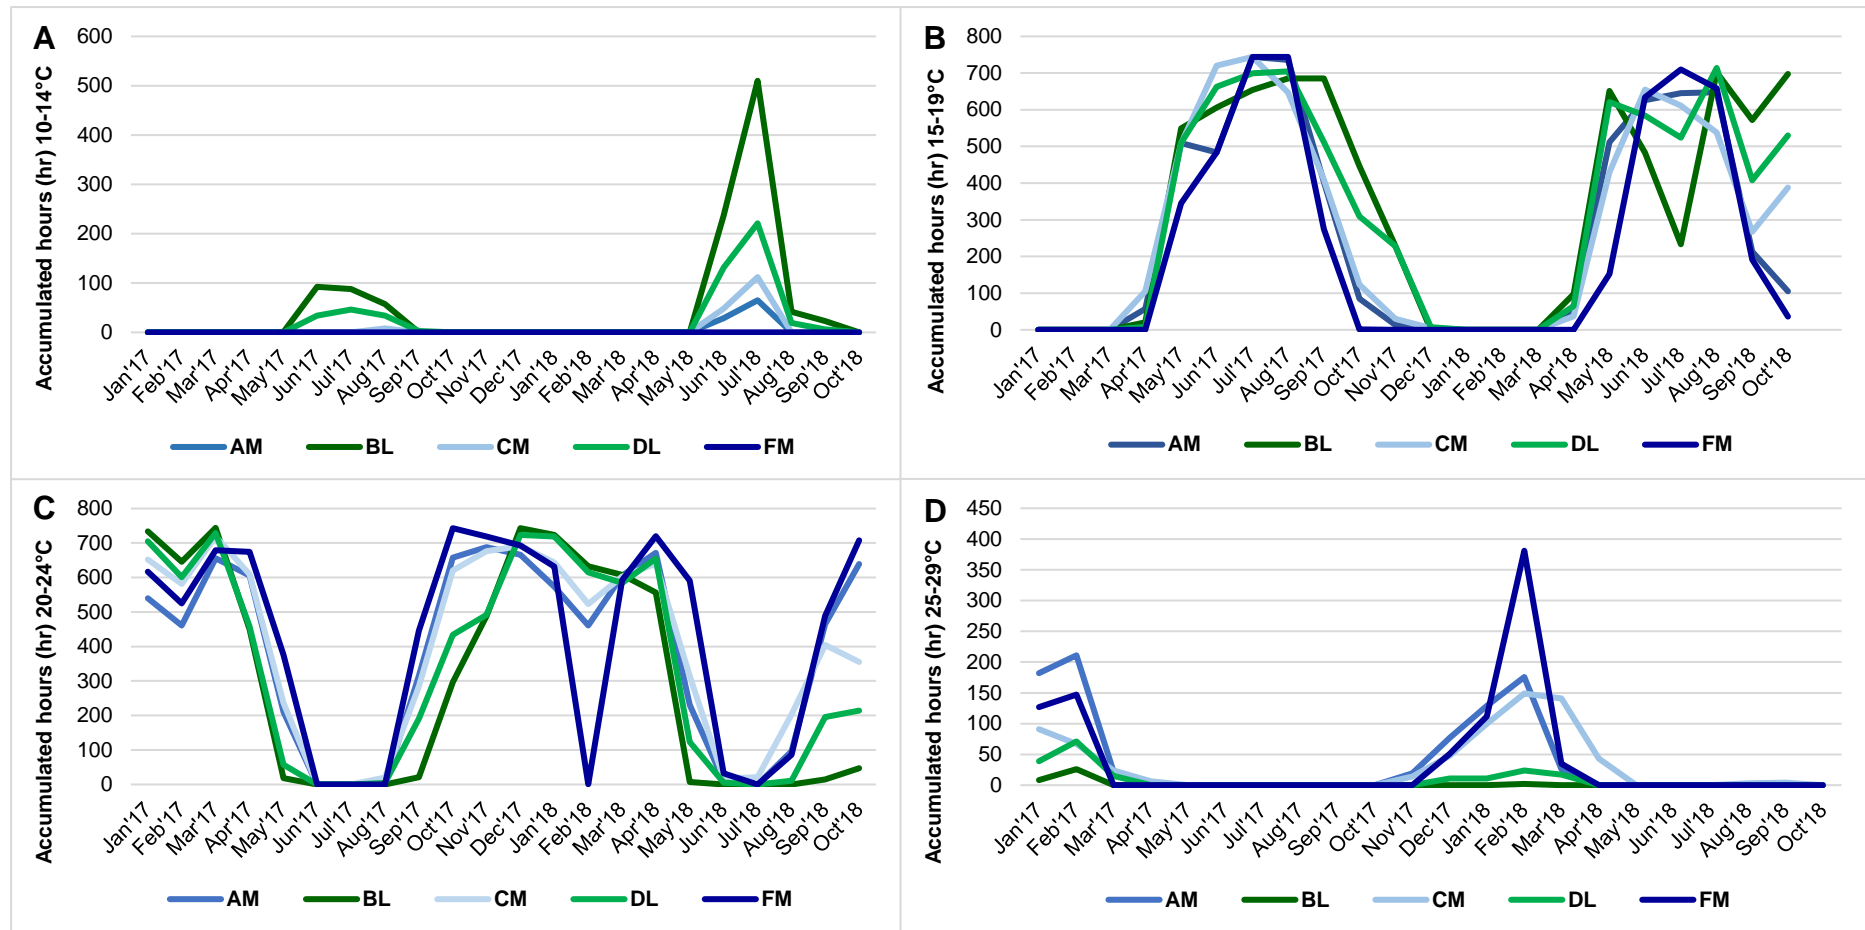 A
Accumulated hours (hr) 10-14°C
600
500
400
300
200
100
0
Jan'17 Feb'17 Mar'17 Apr'17 May'17 Jun'17 Jul'17 Aug'17 Sep'17 Oct'17 Nov'17 Dec'17 Jan'18 Feb'18 Mar'18 Apr'18 May'18 Jun'18 Jul'18 Aug'18 Sep'18 Oct'18
AM BL CM DL FM
B
Accumulated hours (hr) 15-19°C
800
700
600
500
400
300
200
100
0
Jan'17 Feb'17 Mar'17 Apr'17 May'17 Jun'17 Jul'17 Aug'17 Sep'17 Oct'17 Nov'17 Dec'17 Jan'18 Feb'18 Mar'18 Apr'18 May'18 Jun'18 Jul'18 Aug'18 Sep'18 Oct'18
AM BL CM DL FM
C
Accumulated hours (hr) 20-24°C
800
700
600
500
400
300
200
100
0
Jan'17 Feb'17 Mar'17 Apr'17 May'17 Jun'17 Jul'17 Aug'17 Sep'17 Oct'17 Nov'17 Dec'17 Jan'18 Feb'18 Mar'18 Apr'18 May'18 Jun'18 Jul'18 Aug'18 Sep'18 Oct'18
AM BL CM DL FM
D
Accumulated hours (hr) 25-29°C
450
400
350
300
250
200
150
100
50
0
Jan'17 Feb'17 Mar'17 Apr'17 May'17 Jun'17 Jul'17 Aug'17 Sep'17 Oct'17 Nov'17 Dec'17 Jan'18 Feb'18 Mar'18 Apr'18 May'18 Jun'18 Jul'18 Aug'18 Sep'18 Oct'18
AM BL CM DL FM